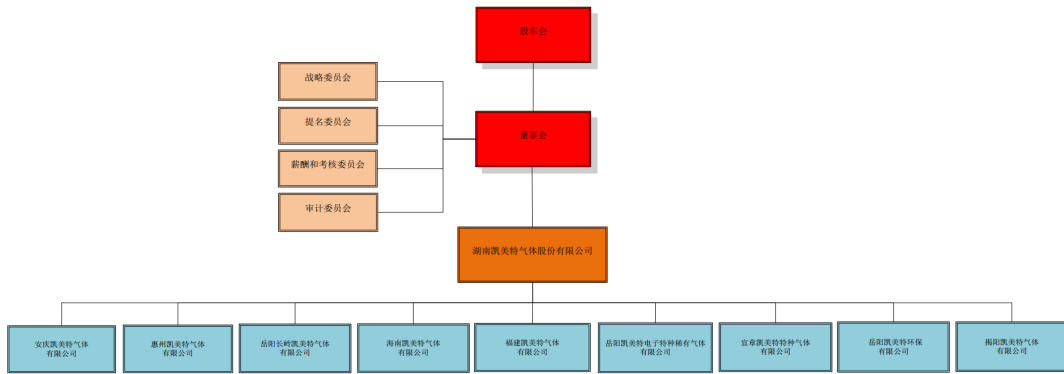 股东会
战略委员会
提名委员会
董事会
薪酬和考核委员会
审计委员会
湖南凯美特气体股份有限公司
安庆凯美特气体
有限公司
惠州凯美特气体
有限公司
岳阳长岭凯美特气体
有限公司
海南凯美特气体
有限公司
福建凯美特气体
有限公司
岳阳凯美特电子特种稀有气体
有限公司
宜章凯美特特种气体
有限公司
岳阳凯美特环保
有限公司
揭阳凯美特气体
有限公司